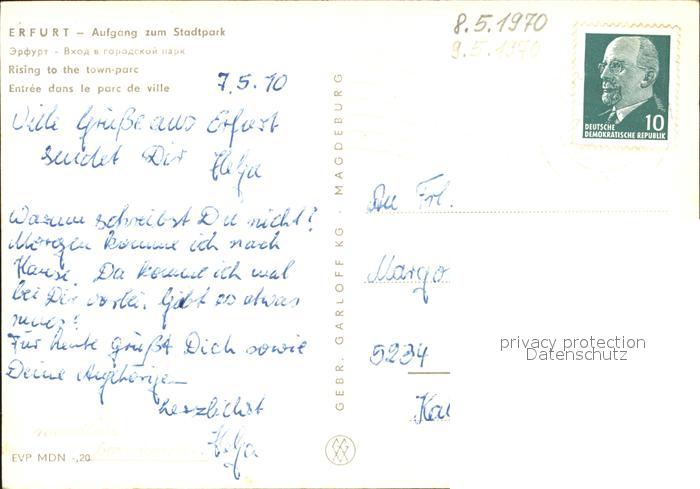 ERFURT – Aufgang zum Stadtpark
Эрфурт - Вход в городской парк
Rising to the town-parc
Entrée dans le parc de ville
8.5.1970
9.5.1970
7.5.70
Viele Grüße aus Erfurt
sendet Dir Helga
Warum schreibst Du nicht?
Morgen komme ich nach
Hause. Da komme ich mal
bei Dir vorbei. Gibt es etwas
neues?
Für heute grüßt Dich sowie
Deine Angehörigen
herzlichst
Helga
EVP MDN -,20
GEBR. GARLOFF KG · MAGDEBURG
DEUTSCHE
DEMOKRATISCHE REPUBLIK
10
An Frl.
Margo
5234
privacy protection
Datenschutz